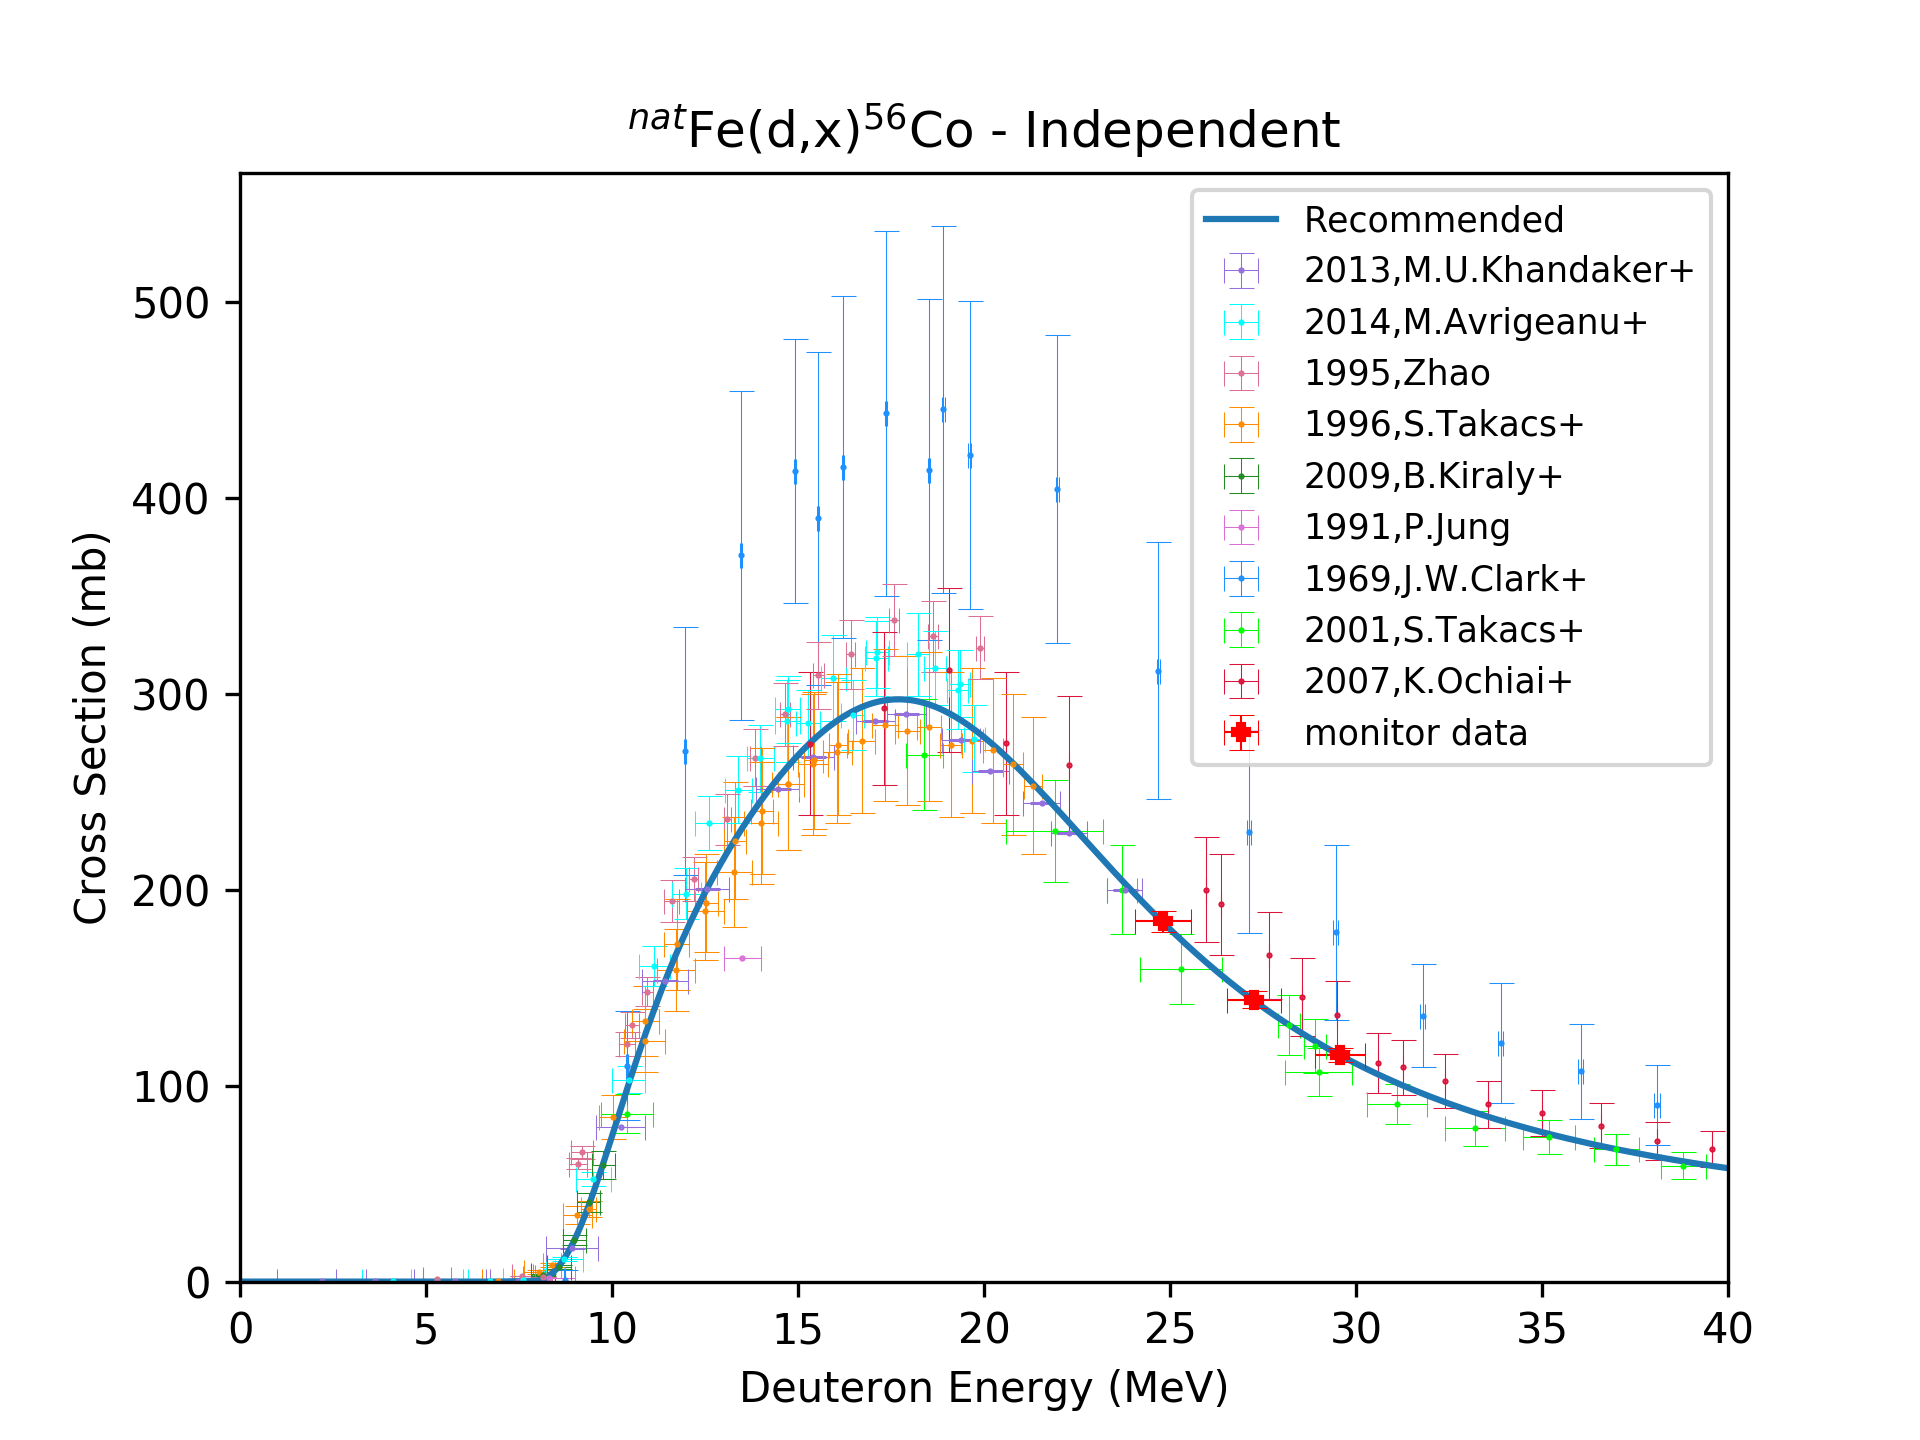 natFe(d,x)56Co - Independent
Cross Section (mb)
500
400
300
200
100
0
0 5 10 15 20 25 30 35 40
Deuteron Energy (MeV)
Recommended
2013,M.U.Khandaker+
2014,M.Avrigeanu+
1995,Zhao
1996,S.Takacs+
2009,B.Kiraly+
1991,P.Jung
1969,J.W.Clark+
2001,S.Takacs+
2007,K.Ochiai+
monitor data